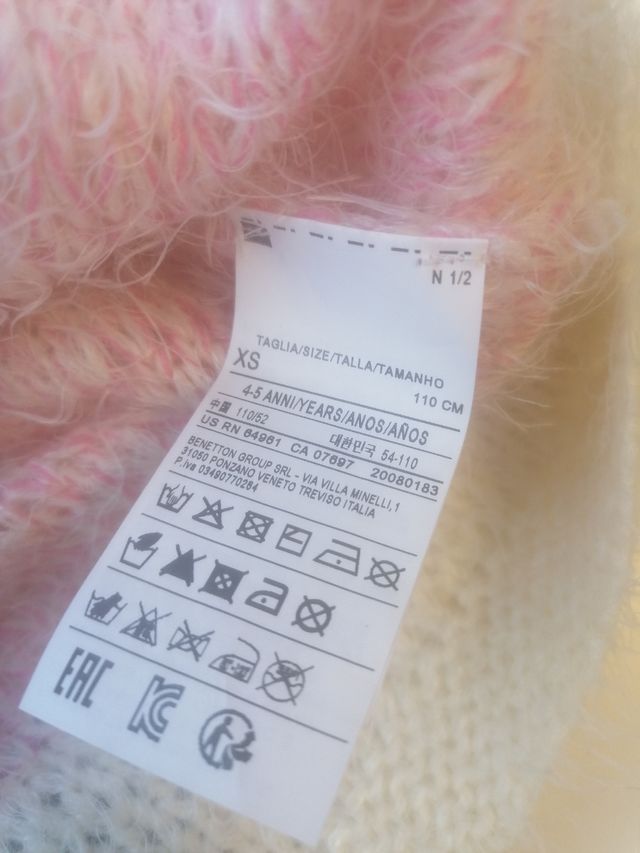 N 1/2
TAGLIA/SIZE/TALLA/TAMANHO
XS 110 CM
4-5 ANNI/YEARS/ANOS/AÑOS
中国 110/52 대한민국 54-110
US RN 84961 CA 07697 20080183
BENETTON GROUP SRL - VIA VILLA MINELLI,1
31050 PONZANO VENETO TREVISO ITALIA
P.iva 03490770264
EAC
KC